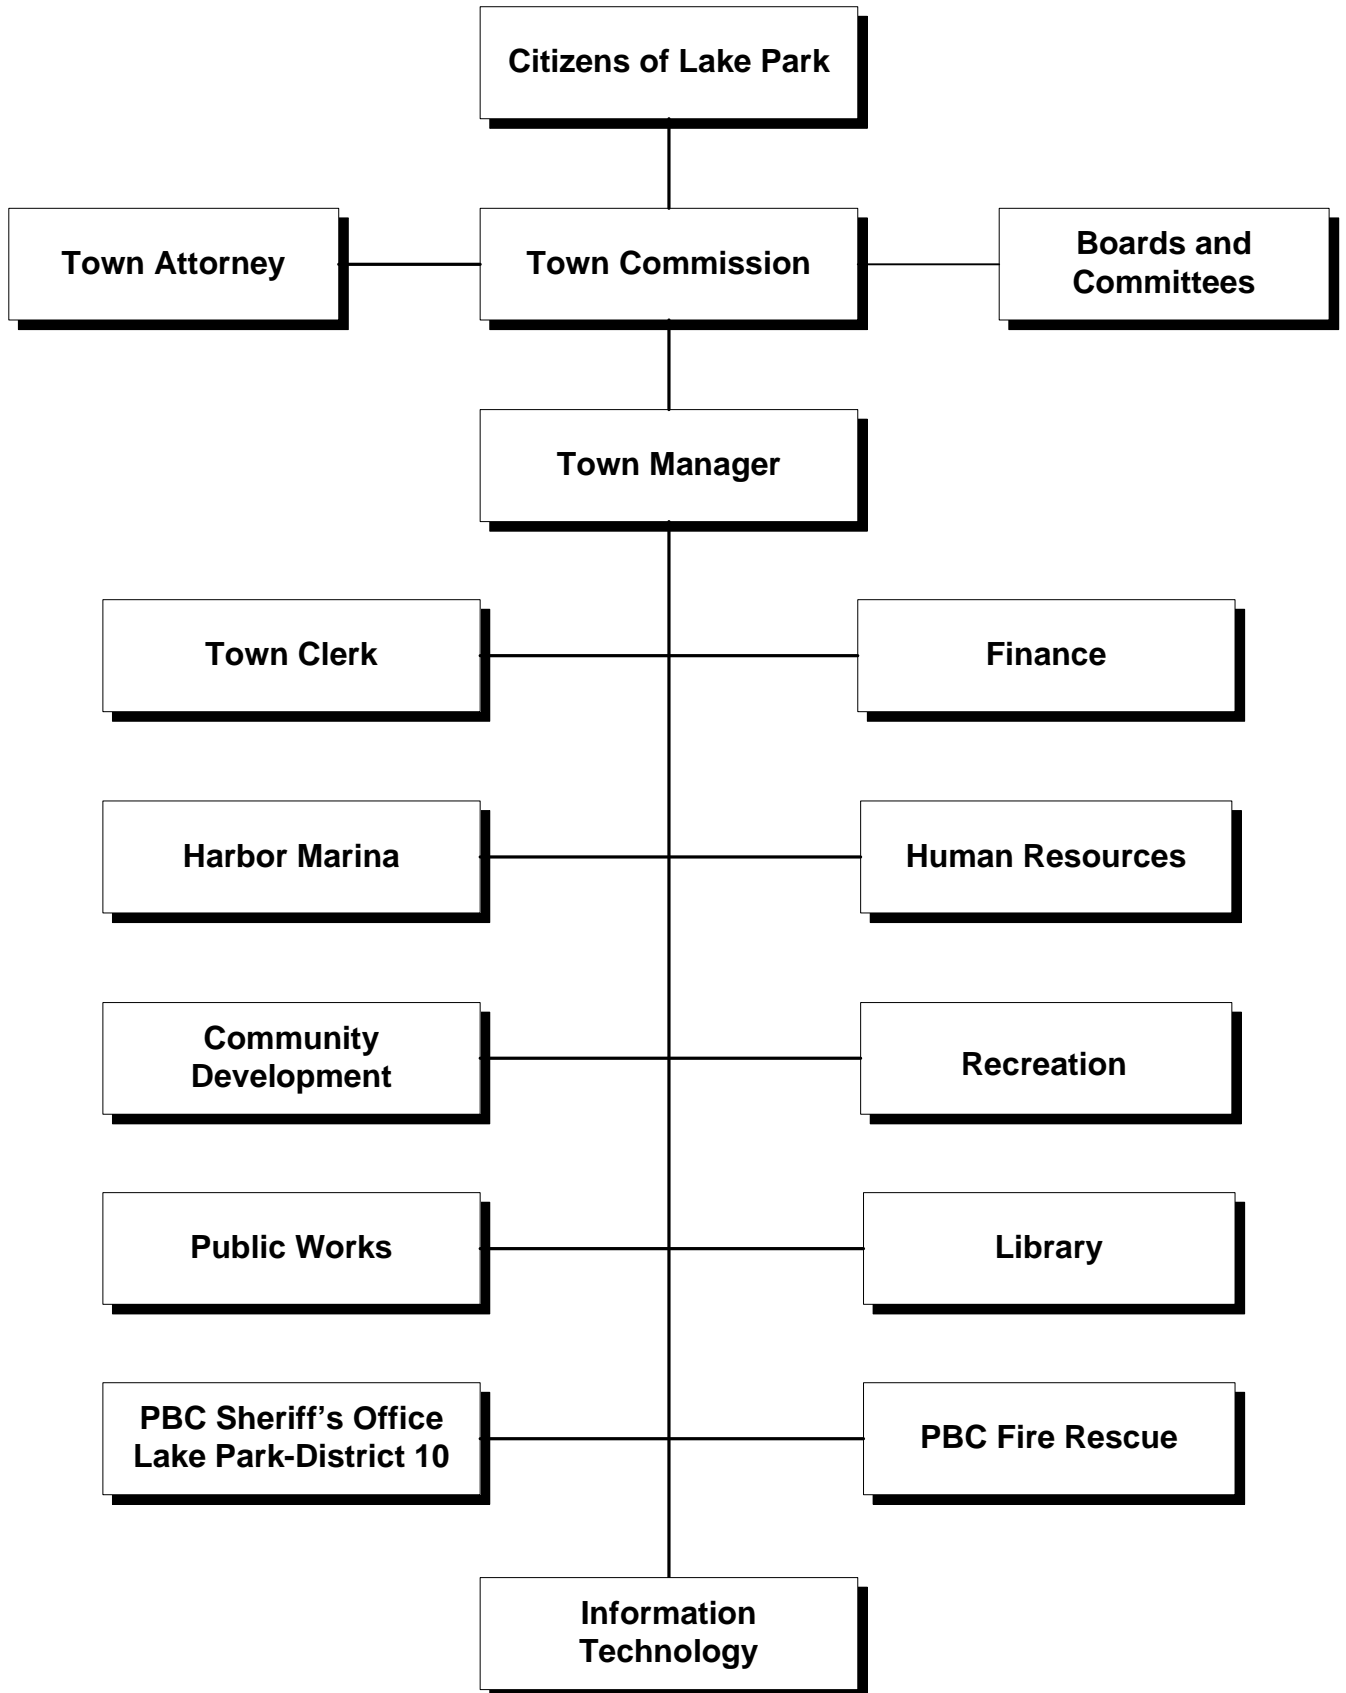 Citizens of Lake Park
Town Attorney
Town Commission
Boards and
Committees
Town Manager
Town Clerk
Finance
Harbor Marina
Human Resources
Community
Development
Recreation
Public Works
Library
PBC Sheriff’s Office
Lake Park-District 10
PBC Fire Rescue
Information
Technology